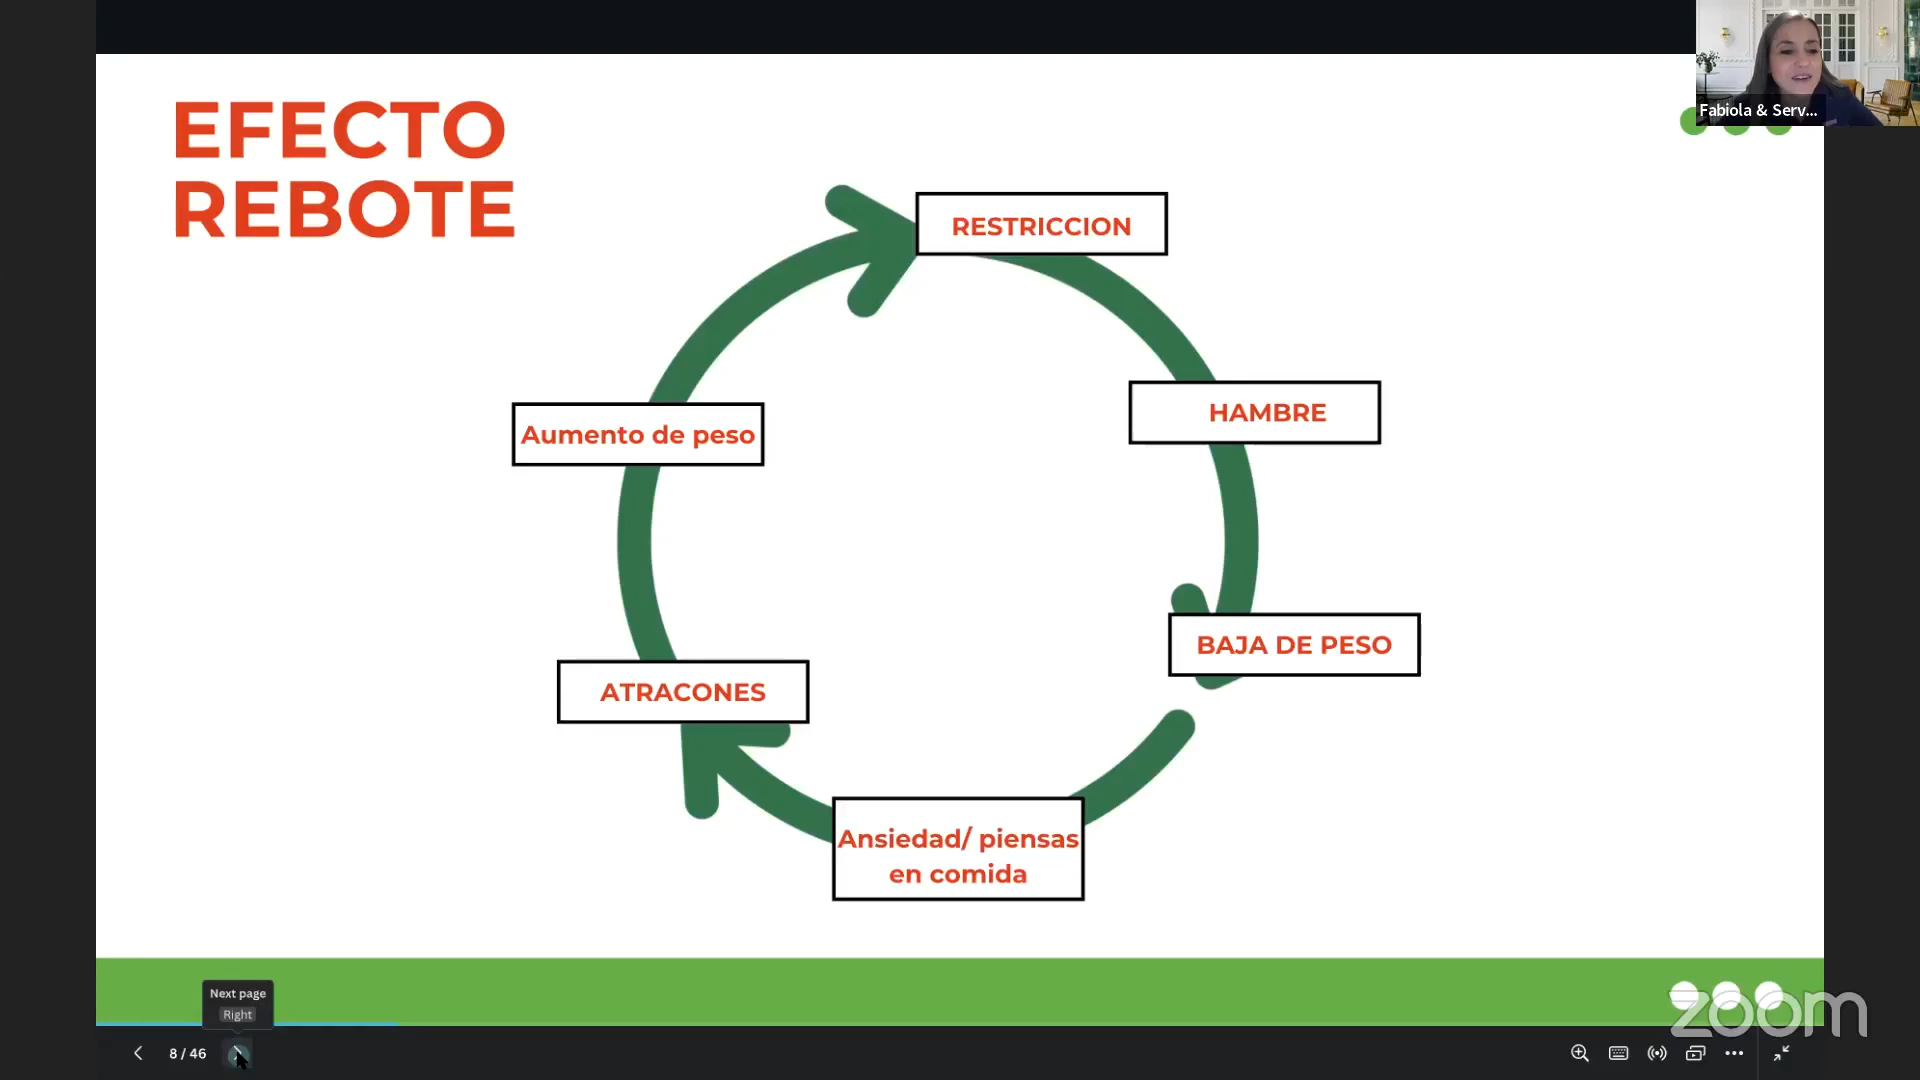 EFECTO
REBOTE
Fabiola & Serv...
RESTRICCION
HAMBRE
BAJA DE PESO
Ansiedad/ piensas
en comida
ATRACONES
Aumento de peso
Next page
Right
8 / 46
zoom